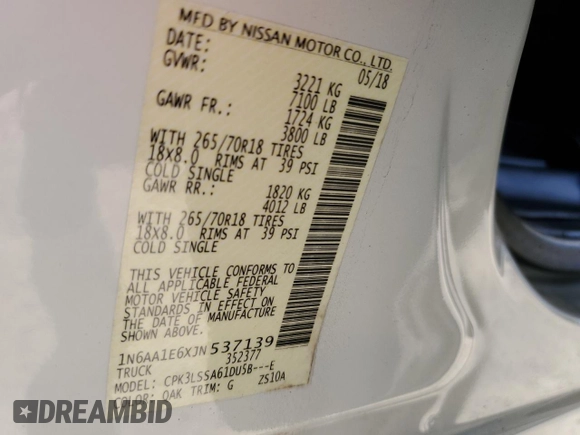 MFD BY NISSAN MOTOR CO., LTD.
DATE: 05/18
GVWR: 3221 KG
7100 LB
GAWR FR.: 1724 KG
3800 LB
WITH 265/70R18 TIRES
18X8.0 RIMS AT 39 PSI
COLD SINGLE
GAWR RR.: 1820 KG
4012 LB
WITH 265/70R18 TIRES
18X8.0 RIMS AT 39 PSI
COLD SINGLE
THIS VEHICLE CONFORMS TO
ALL APPLICABLE FEDERAL
MOTOR VEHICLE SAFETY
STANDARDS IN EFFECT ON
THE DATE OF MANUFACTURE
SHOWN ABOVE.
1N6AA1E6XJN537139
TRUCK 352377
MODEL: CPK3LSSA61DU5B---E
COLOR: QAK TRIM: G ZS10A
DREAMBID